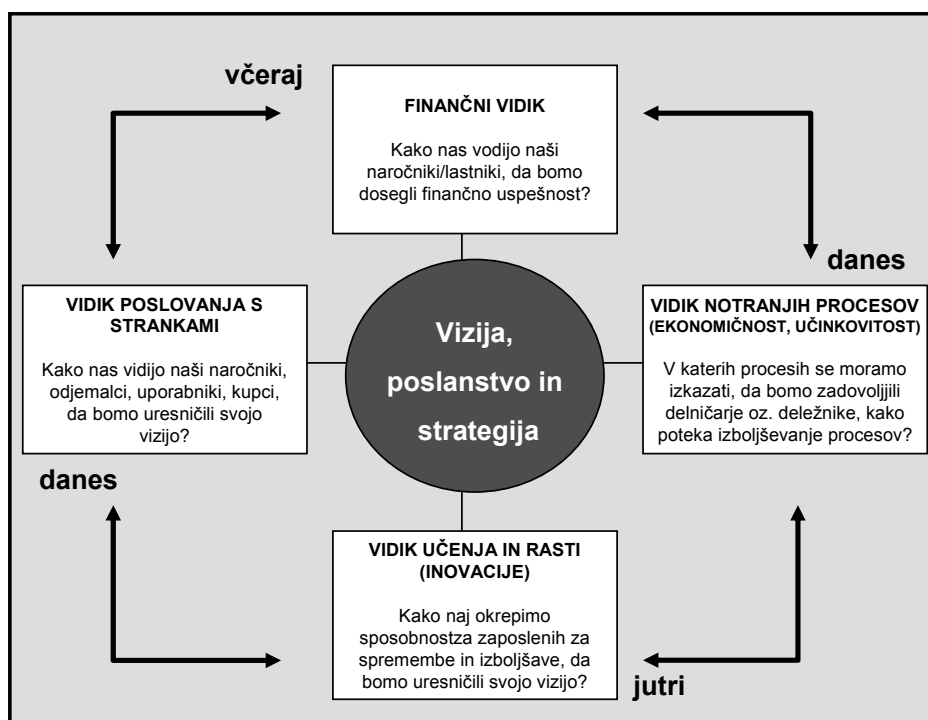 včeraj
FINANČNI VIDIK
Kako nas vodijo naši
naročniki/lastniki, da bomo
dosegli finančno uspešnost?
danes
VIDIK POSLOVANJA S
STRANKAMI
Kako nas vidijo naši naročniki,
odjemalci, uporabniki, kupci,
da bomo uresničili svojo
vizijo?
Vizija,
poslanstvo in
strategija
VIDIK NOTRANJIH PROCESOV
(EKONOMIČNOST, UČINKOVITOST)
V katerih procesih se moramo
izkazati, da bomo zadovoljjili
delničarje oz. deležnike, kako
poteka izboljševanje procesov?
danes
VIDIK UČENJA IN RASTI
(INOVACIJE)
Kako naj okrepimo
sposobnostza zaposlenih za
spremembe in izboljšave, da
bomo uresničili svojo vizijo?
jutri